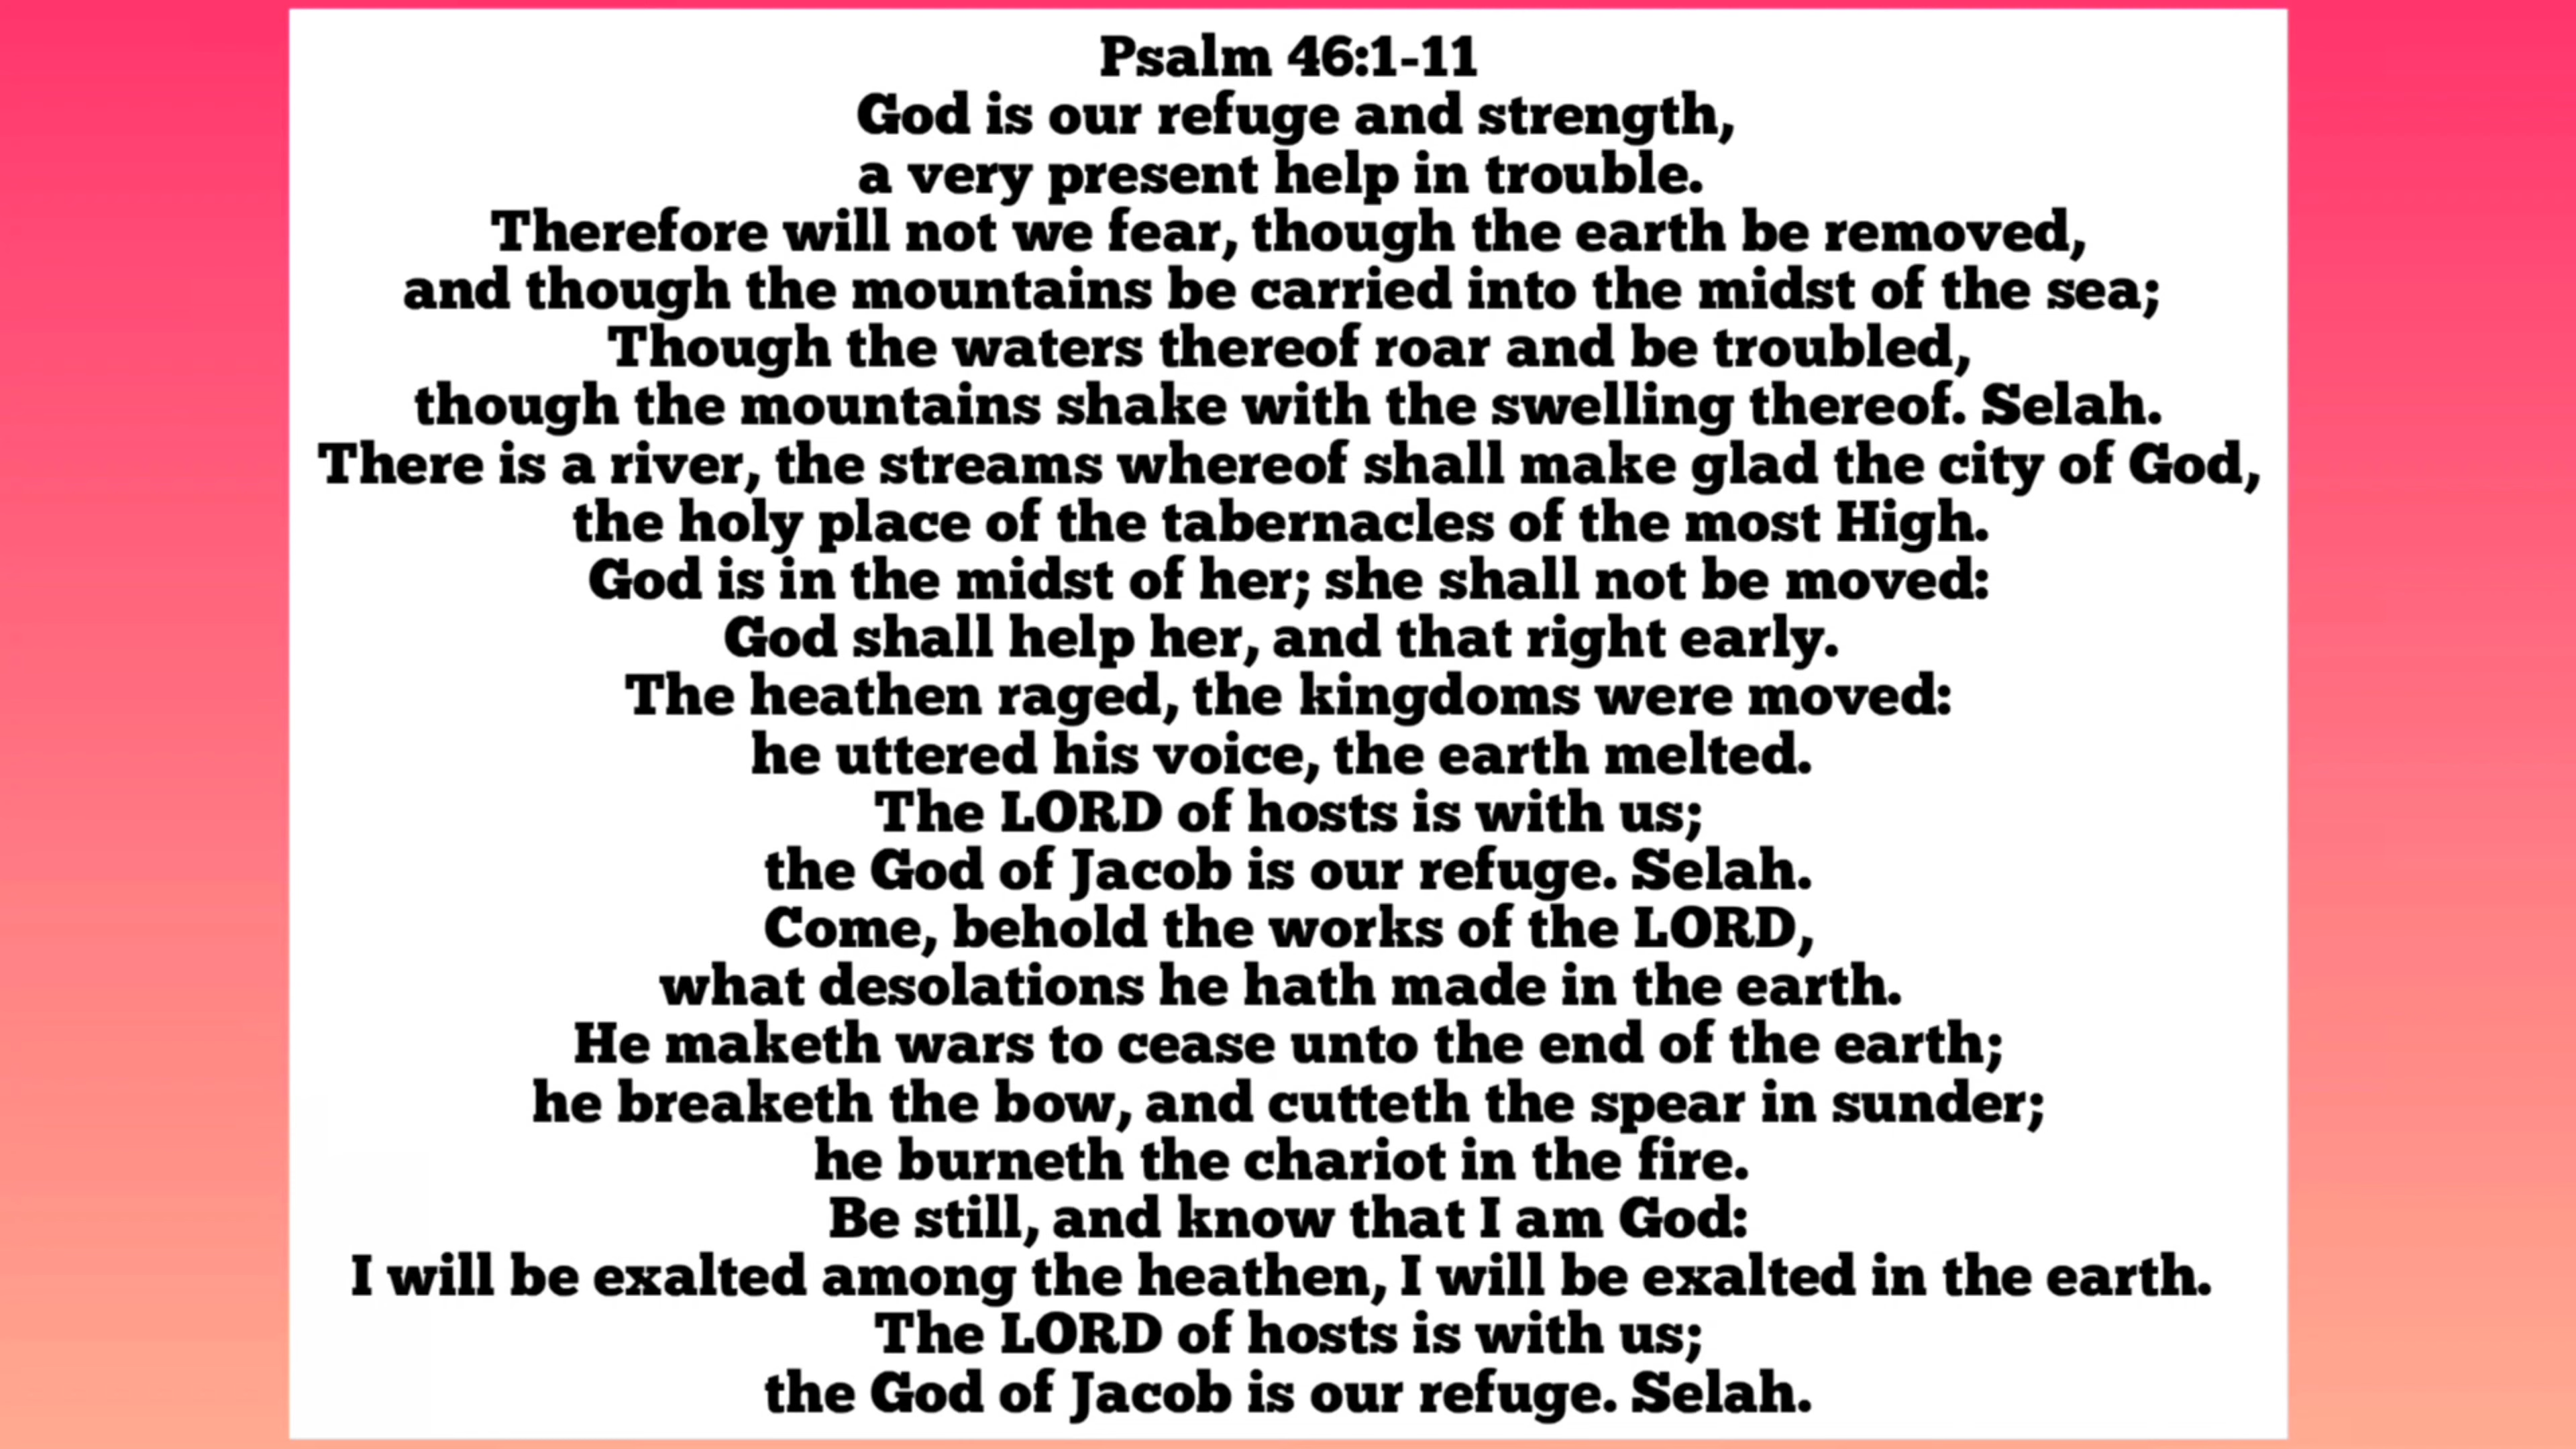 Psalm 46:1-11
God is our refuge and strength,
a very present help in trouble.
Therefore will not we fear, though the earth be removed,
and though the mountains be carried into the midst of the sea;
Though the waters thereof roar and be troubled,
though the mountains shake with the swelling thereof. Selah.
There is a river, the streams whereof shall make glad the city of God,
the holy place of the tabernacles of the most High.
God is in the midst of her; she shall not be moved:
God shall help her, and that right early.
The heathen raged, the kingdoms were moved:
he uttered his voice, the earth melted.
The LORD of hosts is with us;
the God of Jacob is our refuge. Selah.
Come, behold the works of the LORD,
what desolations he hath made in the earth.
He maketh wars to cease unto the end of the earth;
he breaketh the bow, and cutteth the spear in sunder;
he burneth the chariot in the fire.
Be still, and know that I am God:
I will be exalted among the heathen, I will be exalted in the earth.
The LORD of hosts is with us;
the God of Jacob is our refuge. Selah.